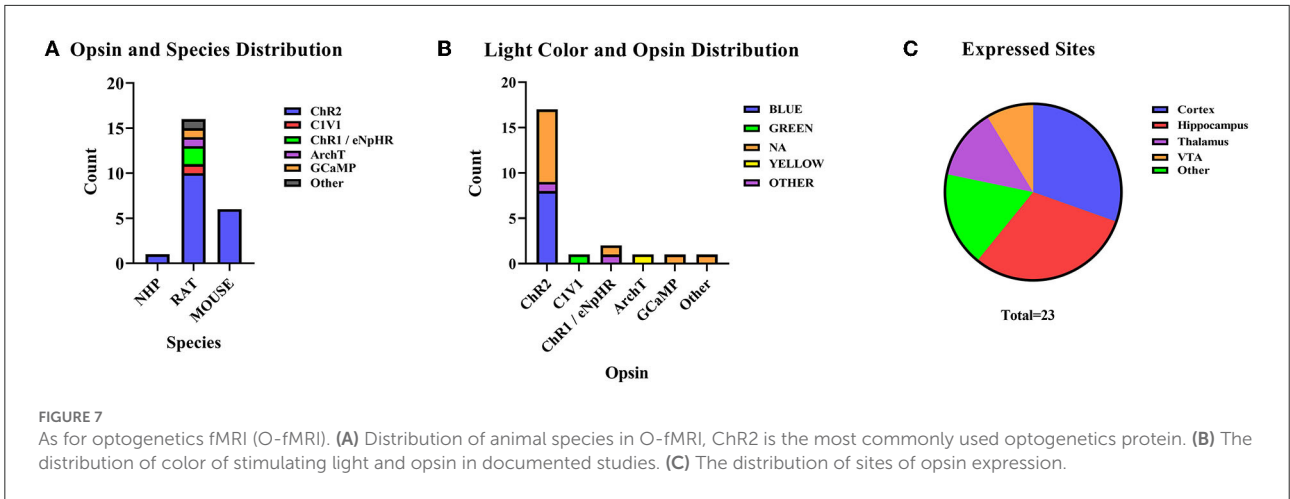 A Opsin and Species Distribution
20
15
10
5
0
Count
NHP
RAT
MOUSE
Species
ChR2
C1V1
ChR1 / eNpHR
ArchT
GCaMP
Other
B Light Color and Opsin Distribution
20
15
10
5
0
Count
ChR2
C1V1
ChR1 / eNpHR
ArchT
GCaMP
Other
Opsin
BLUE
GREEN
NA
YELLOW
OTHER
C Expressed Sites
Cortex
Hippocampus
Thalamus
VTA
Other
Total=23
FIGURE 7
As for optogenetics fMRI (O-fMRI). (A) Distribution of animal species in O-fMRI, ChR2 is the most commonly used optogenetics protein. (B) The
distribution of color of stimulating light and opsin in documented studies. (C) The distribution of sites of opsin expression.